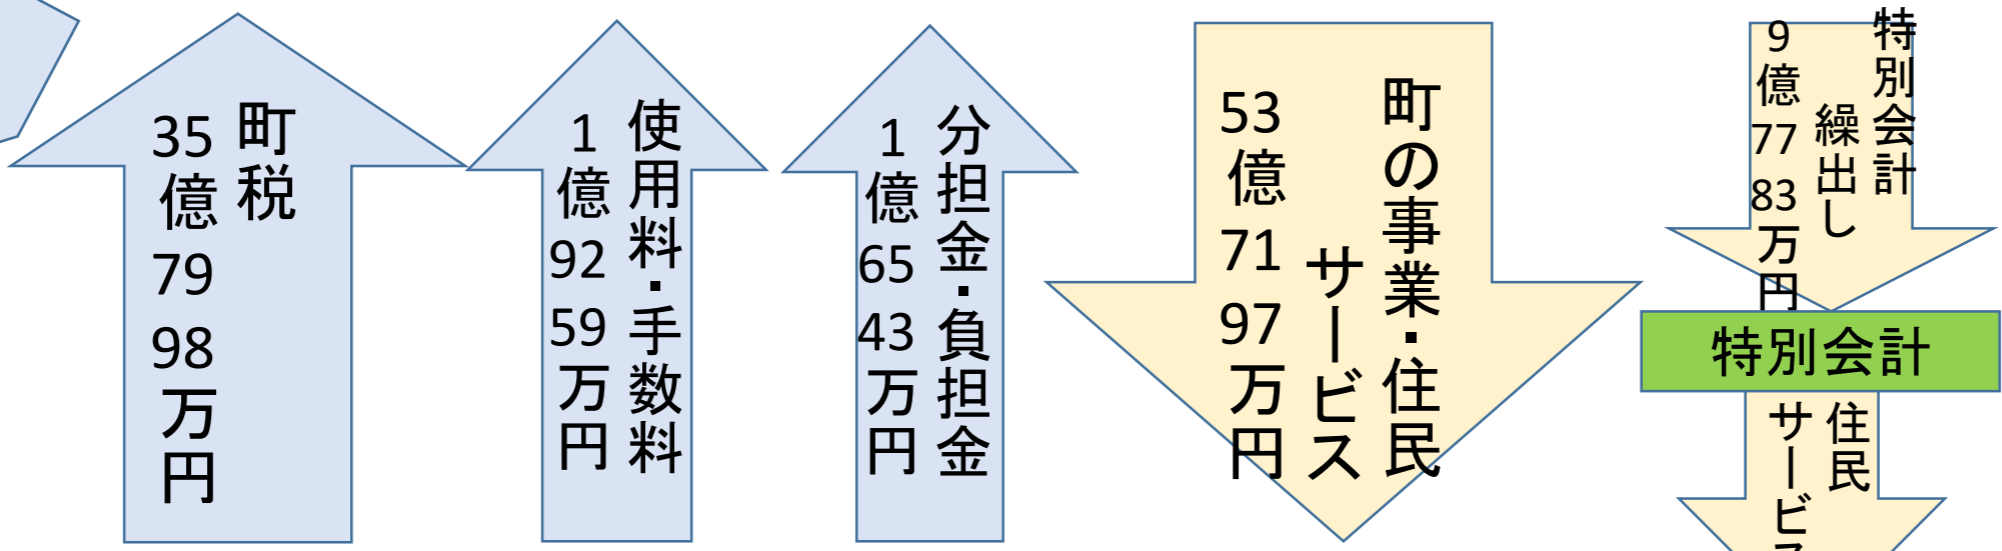 町税
35億7998万円
使用料・手数料
1億9259万円
分担金・負担金
1億6543万円
町の事業・住民
サービス
53億7197万円
特別会計
繰出し
9億7783万円
特別会計
住民
サービス